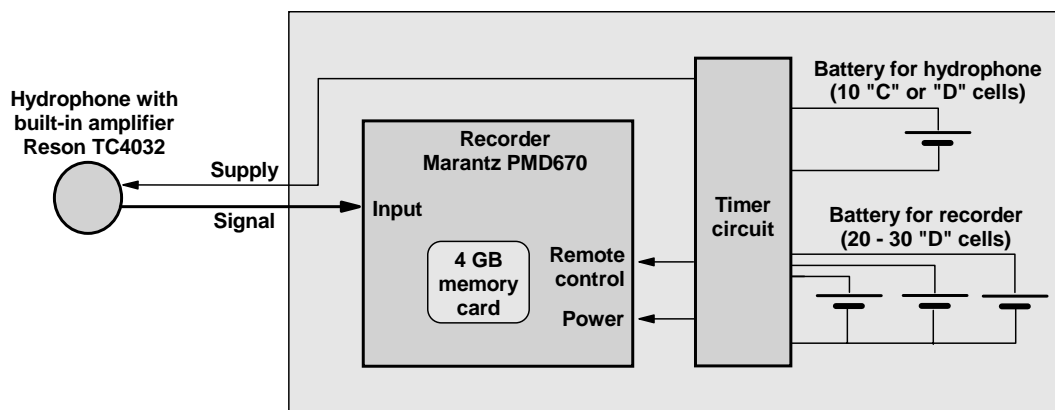 Hydrophone with
built-in amplifier
Reson TC4032
Supply
Signal
Recorder
Marantz PMD670
Input
4 GB
memory
card
Remote
control
Power
Timer
circuit
Battery for hydrophone
(10 "C" or "D" cells)
Battery for recorder
(20 - 30 "D" cells)